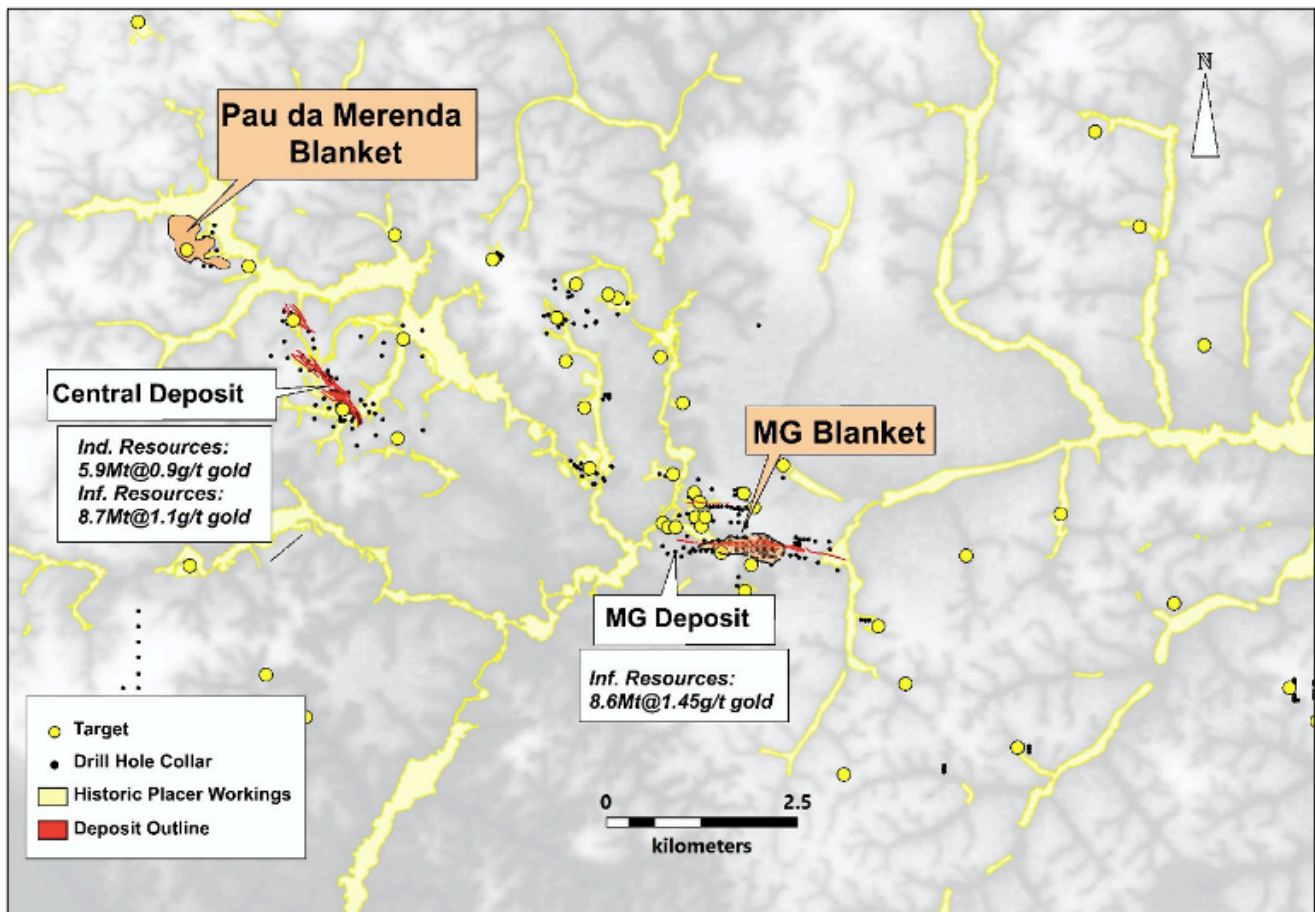 N
Pau da Merenda
Blanket
Central Deposit
Ind. Resources:
5.9Mt@0.9g/t gold
Inf. Resources:
8.7Mt@1.1g/t gold
MG Blanket
MG Deposit
Inf. Resources:
8.6Mt@1.45g/t gold
Target
Drill Hole Collar
Historic Placer Workings
Deposit Outline
0 2.5
kilometers